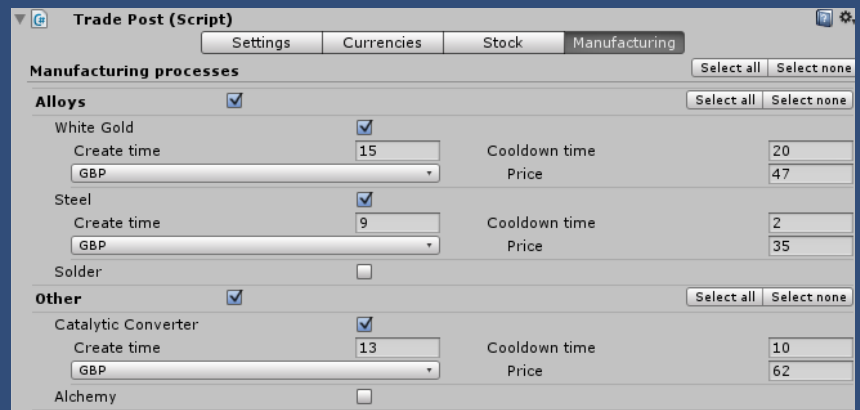 Trade Post (Script)
Settings Currencies Stock Manufacturing
Manufacturing processes Select all Select none
Alloys Select all Select none
White Gold
Create time 15 Cooldown time 20
GBP Price 47
Steel
Create time 9 Cooldown time 2
GBP Price 35
Solder
Other Select all Select none
Catalytic Converter
Create time 13 Cooldown time 10
GBP Price 62
Alchemy